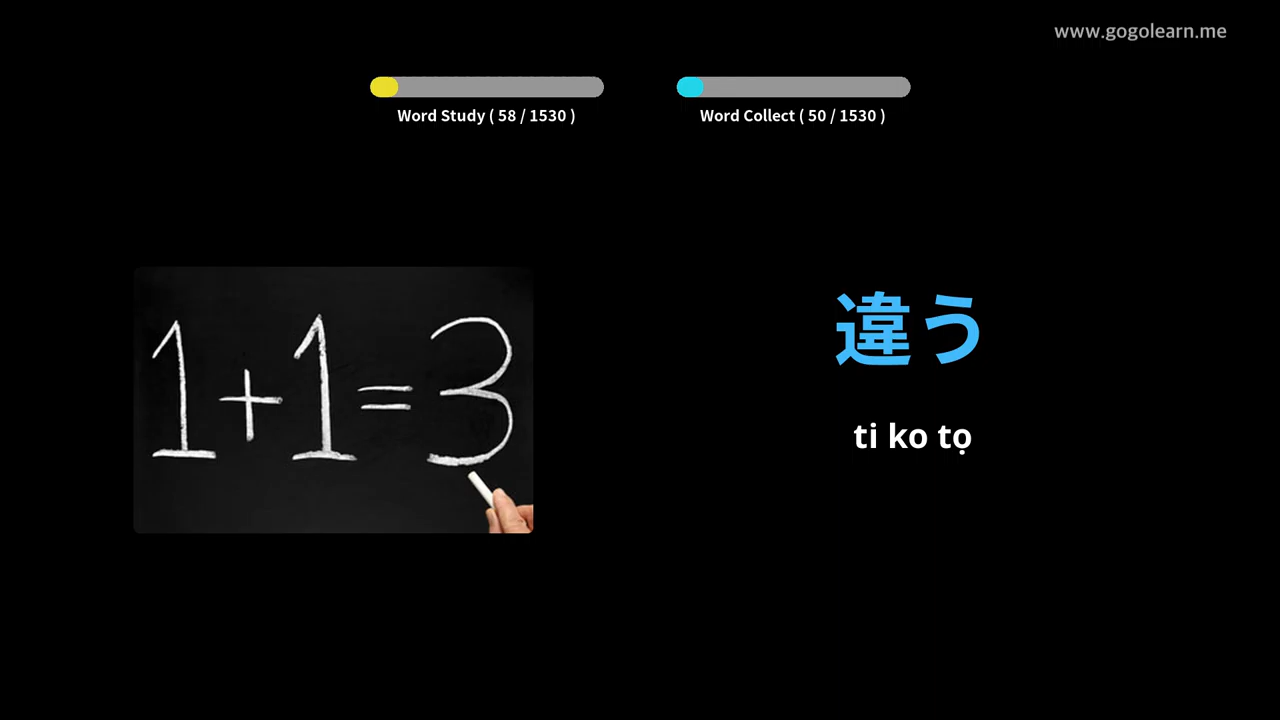 www.gogolearn.me
Word Study ( 58 / 1530 )
Word Collect ( 50 / 1530 )
1+1=3
違う
ti ko tọ